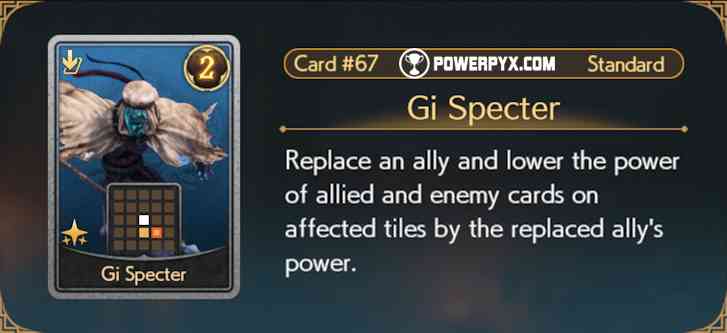 Card #67 POWERPYX.COM Standard
2
Gi Specter
Replace an ally and lower the power
of allied and enemy cards on
affected tiles by the replaced ally's
power.
Gi Specter